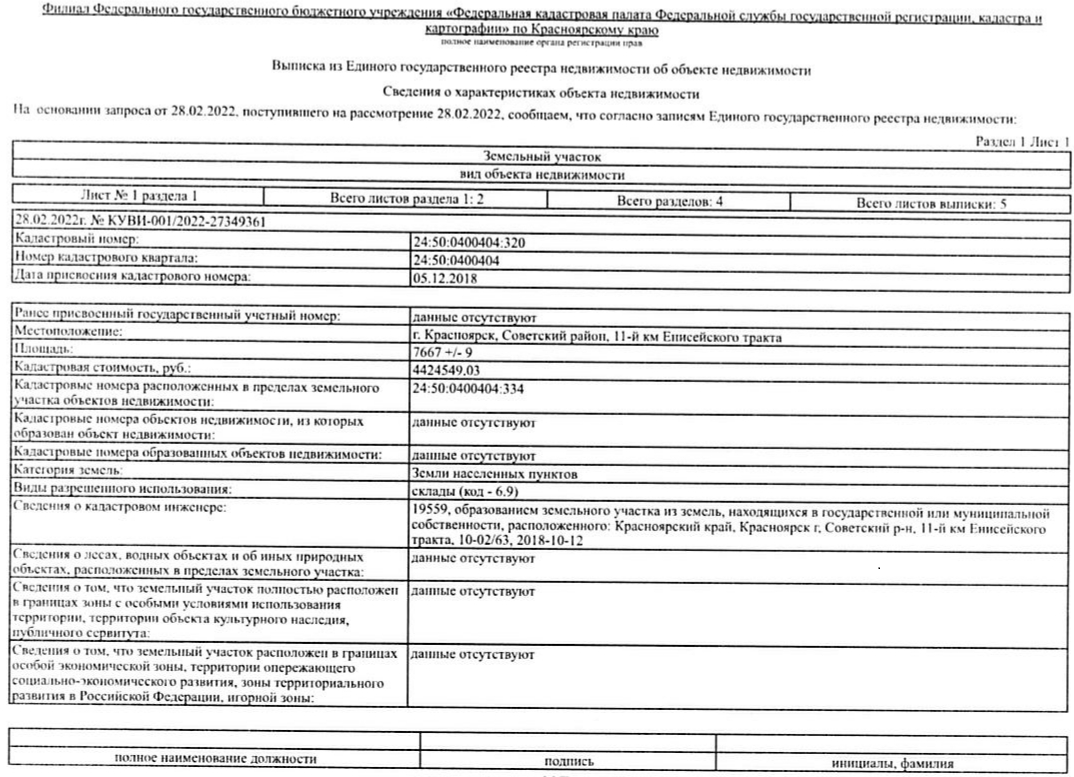 Филиал Федерального государственного бюджетного учреждения «Федеральная кадастровая палата Федеральной службы государственной регистрации, кадастра и
картографии» по Красноярскому краю
полное наименование органа регистрации прав
Выписка из Единого государственного реестра недвижимости об объекте недвижимости
Сведения о характеристиках объекта недвижимости
На основании запроса от 28.02.2022, поступившего на рассмотрение 28.02.2022, сообщаем, что согласно записям Единого государственного реестра недвижимости:
Раздел 1 Лист 1
Земельный участок
вид объекта недвижимости
Лист № 1 раздела 1 Всего листов раздела 1: 2 Всего разделов: 4 Всего листов выписки: 5
28.02.2022г. № КУВИ-001/2022-27349361
Кадастровый номер: 24:50:0400404:320
Номер кадастрового квартала: 24:50:0400404
Дата присвоения кадастрового номера: 05.12.2018
Ранее присвоенный государственный учетный номер: данные отсутствуют
Местоположение: г. Красноярск, Советский район, 11-й км Енисейского тракта
Площадь: 7667 +/- 9
Кадастровая стоимость, руб.: 4424549.03
Кадастровые номера расположенных в пределах земельного 24:50:0400404:334
участка объектов недвижимости:
Кадастровые номера объектов недвижимости, из которых данные отсутствуют
образован объект недвижимости:
Кадастровые номера образованных объектов недвижимости: данные отсутствуют
Категория земель: Земли населенных пунктов
Виды разрешенного использования: склады (код - 6.9)
Сведения о кадастровом инженере: 19559, образованием земельного участка из земель, находящихся в государственной или муниципальной
собственности, расположенного: Красноярский край, Красноярск г, Советский р-н, 11-й км Енисейского
тракта, 10-02/63, 2018-10-12
Сведения о лесах, водных объектах и об иных природных данные отсутствуют
объектах, расположенных в пределах земельного участка:
Сведения о том, что земельный участок полностью расположен данные отсутствуют
в границах зоны с особыми условиями использования
территории, территории объекта культурного наследия,
публичного сервитута:
Сведения о том, что земельный участок расположен в границах данные отсутствуют
особой экономической зоны, территории опережающего
социально-экономического развития, зоны территориального
развития в Российской Федерации, игорной зоны:
полное наименование должности подпись инициалы, фамилия